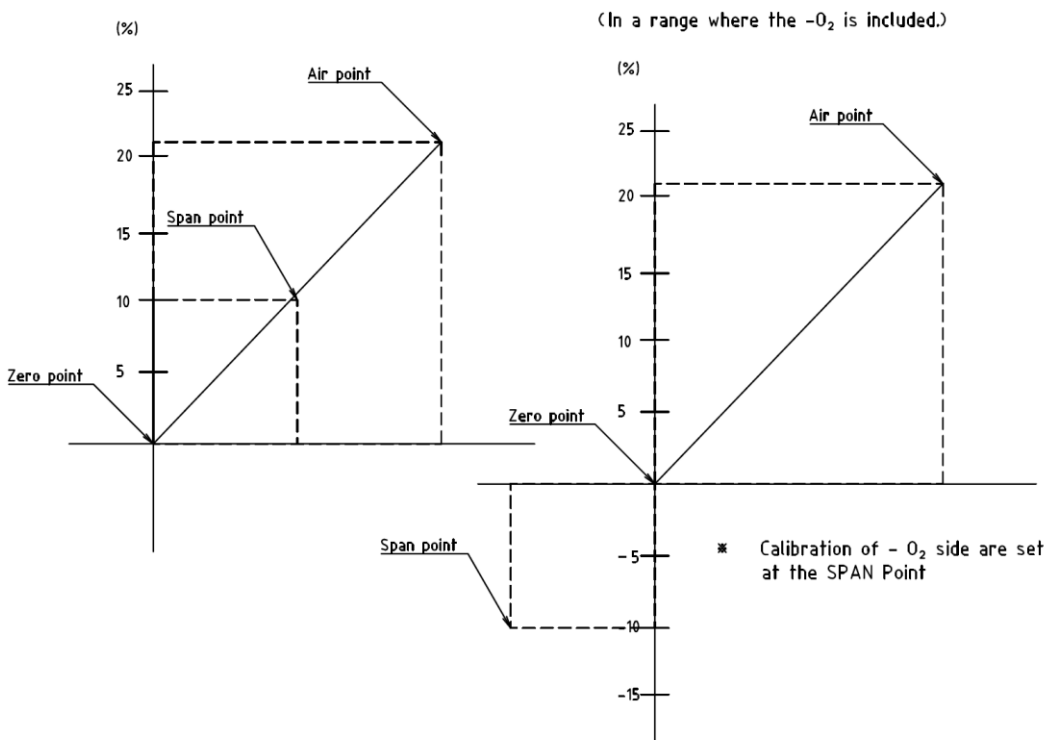 (In a range where the -O₂ is included.)
(%)
Air point
25
20
Span point
15
10
Zero point
5
(%)
Air point
25
20
15
10
Zero point
5
Span point
-5
-10
-15
* Calibration of - O₂ side are set
at the SPAN Point